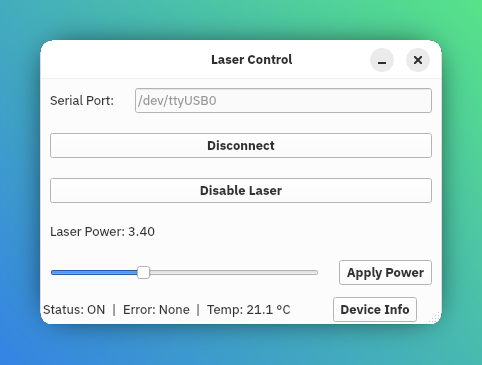 Laser Control
Serial Port: /dev/ttyUSB0
Disconnect
Disable Laser
Laser Power: 3.40
Apply Power
Status: ON | Error: None | Temp: 21.1 °C Device Info